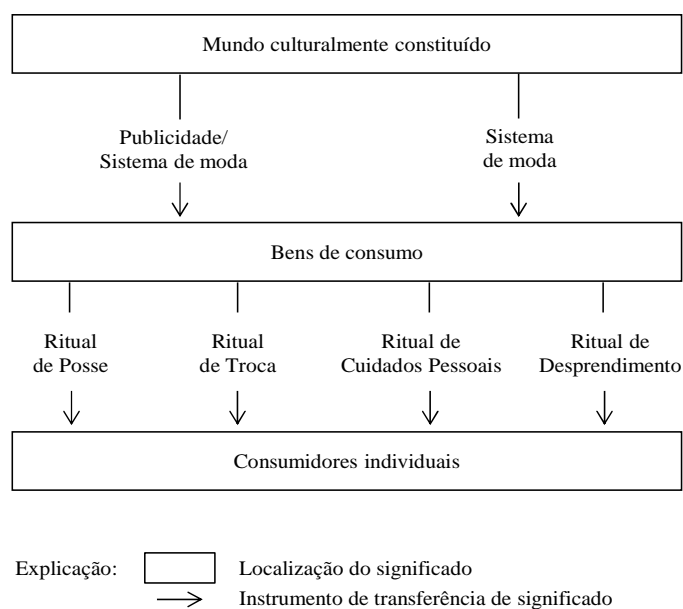 Mundo culturalmente constituído
Publicidade/
Sistema de moda
Sistema
de moda
Bens de consumo
Ritual
de Posse
Ritual
de Troca
Ritual de
Cuidados Pessoais
Ritual de
Desprendimento
Consumidores individuais
Explicação:
Localização do significado
Instrumento de transferência de significado